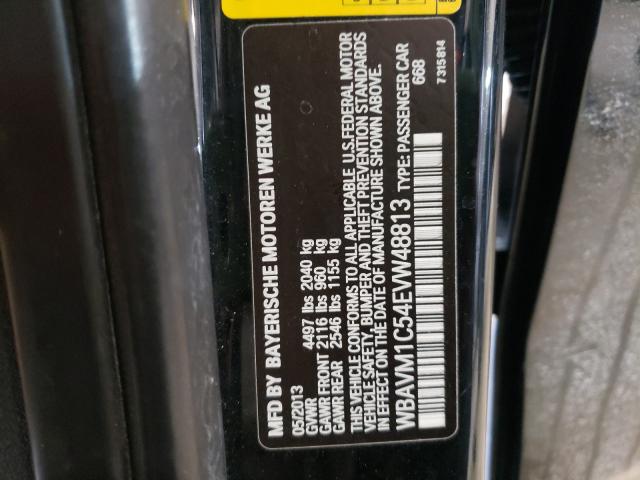 MFD BY BAYERISCHE MOTOREN WERKE AG
05/2013
GVWR 4497 lbs 2040 kg
GAWR FRONT 2116 lbs 960 kg
GAWR REAR 2546 lbs 1155 kg
THIS VEHICLE CONFORMS TO ALL APPLICABLE U.S. FEDERAL MOTOR
VEHICLE SAFETY, BUMPER AND THEFT PREVENTION STANDARDS
IN EFFECT ON THE DATE OF MANUFACTURE SHOWN ABOVE.
WBAVM1C54EVW48813 TYPE: PASSENGER CAR
668
7315814